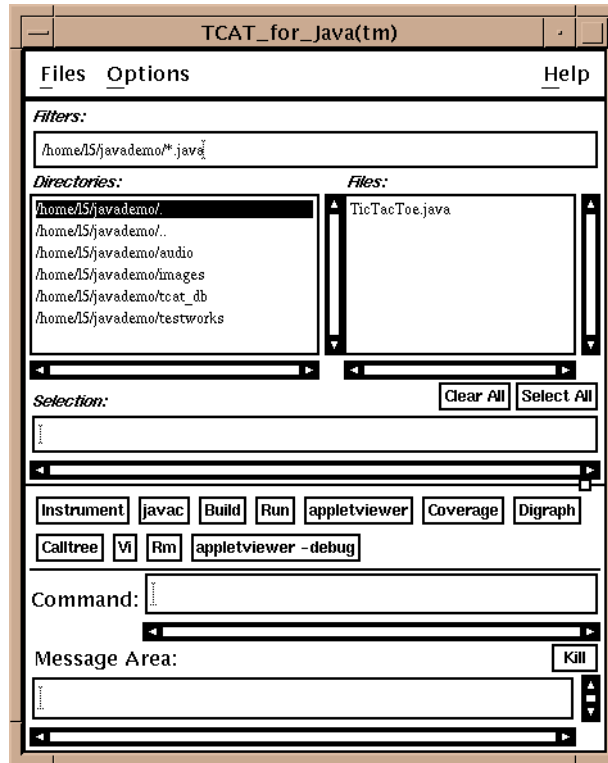 TCAT_for_Java(tm)
Files Options Help
Filters:
/home/l5/javademo/*.java
Directories: Files:
/home/l5/javademo/. TicTacToe.java
/home/l5/javademo/..
/home/l5/javademo/audio
/home/l5/javademo/images
/home/l5/javademo/tcat_db
/home/l5/javademo/testworks
Clear All Select All
Selection:
Instrument javac Build Run appletviewer Coverage Digraph
Calltree Vi Rm appletviewer -debug
Command:
Message Area: Kill